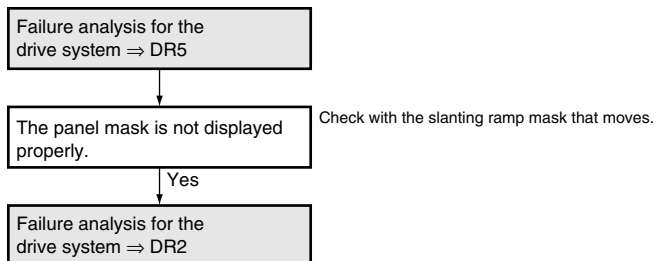 Failure analysis for the
drive system ⇒ DR5
The panel mask is not displayed
properly.
Check with the slanting ramp mask that moves.
Yes
Failure analysis for the
drive system ⇒ DR2